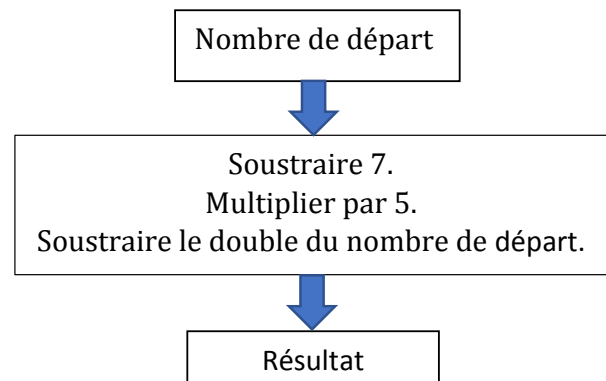 Nombre de départ
Soustraire 7.
Multiplier par 5.
Soustraire le double du nombre de départ.
Résultat